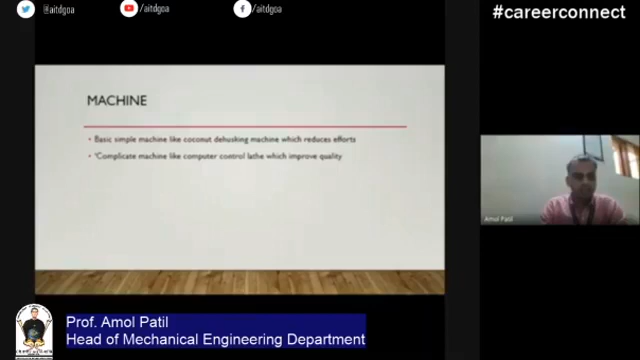 @aitdgoa
/aitdgoa
/aitdgoa
#careerconnect
MACHINE
• Basic simple machine like coconut dehusking machine which reduces efforts
• 'Complicate machine like computer control lathe which improve quality
Amol Patil
Prof. Amol Patil
Head of Mechanical Engineering Department